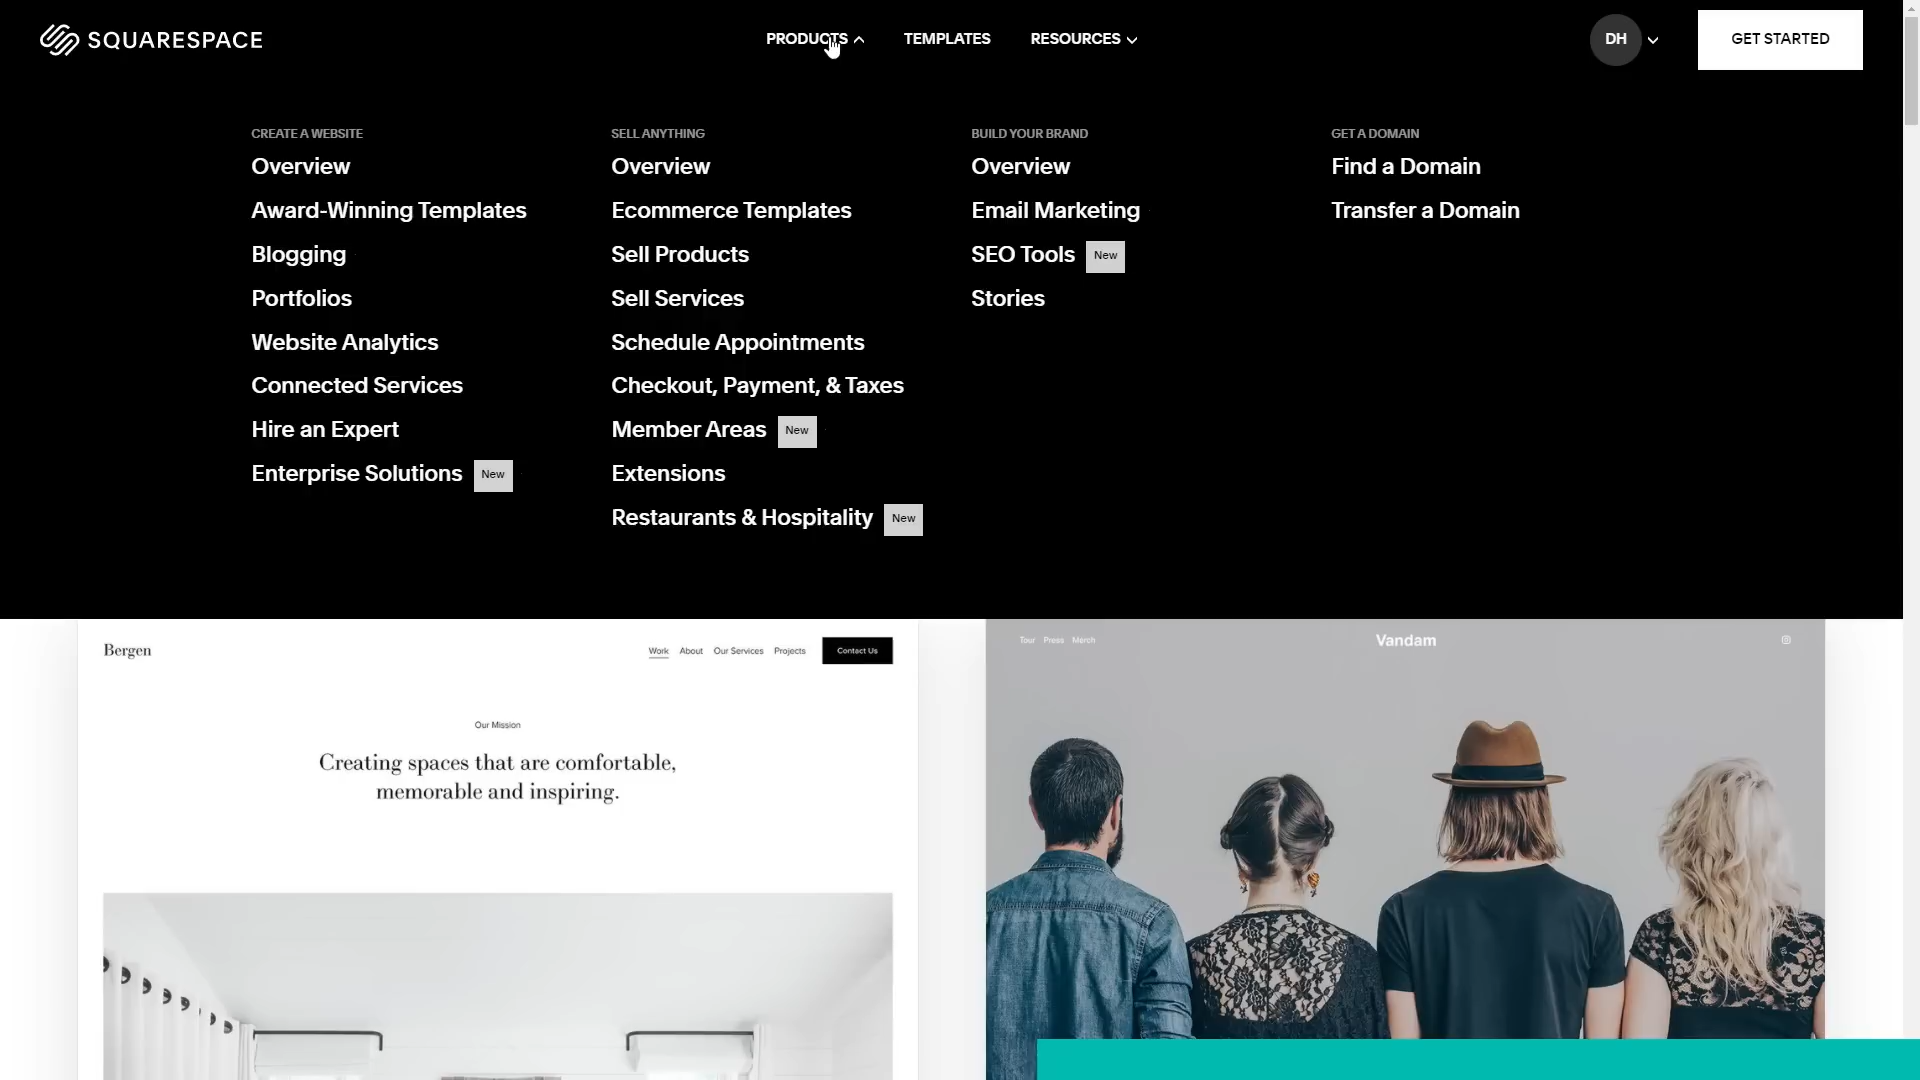 SQUARESPACE
PRODUCTS
TEMPLATES
RESOURCES
DH
GET STARTED
CREATE A WEBSITE
Overview
Award-Winning Templates
Blogging
Portfolios
Website Analytics
Connected Services
Hire an Expert
Enterprise Solutions New
SELL ANYTHING
Overview
Ecommerce Templates
Sell Products
Sell Services
Schedule Appointments
Checkout, Payment, & Taxes
Member Areas New
Extensions
Restaurants & Hospitality New
BUILD YOUR BRAND
Overview
Email Marketing
SEO Tools New
Stories
GET A DOMAIN
Find a Domain
Transfer a Domain
Bergen
Work About Our Services Projects Contact Us
Our Mission
Creating spaces that are comfortable,
memorable and inspiring.
Tour Press Merch
Vandam